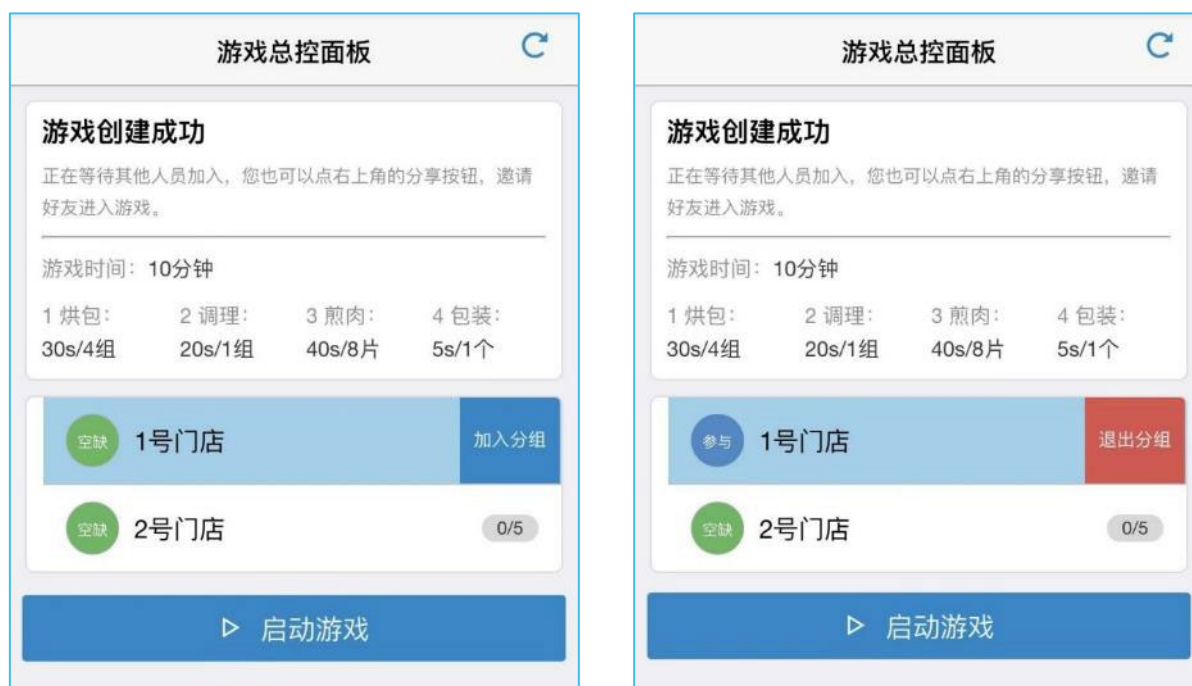 游戏总控面板
游戏创建成功
正在等待其他人员加入，您也可以点右上角的分享按钮，邀请
好友进入游戏。
游戏时间：10分钟
1 烘包： 2 调理： 3 煎肉： 4 包装：
30s/4组 20s/1组 40s/8片 5s/1个
空缺 1号门店 加入分组
空缺 2号门店 0/5
启动游戏
游戏总控面板
游戏创建成功
正在等待其他人员加入，您也可以点右上角的分享按钮，邀请
好友进入游戏。
游戏时间：10分钟
1 烘包： 2 调理： 3 煎肉： 4 包装：
30s/4组 20s/1组 40s/8片 5s/1个
参与 1号门店 退出分组
空缺 2号门店 0/5
启动游戏